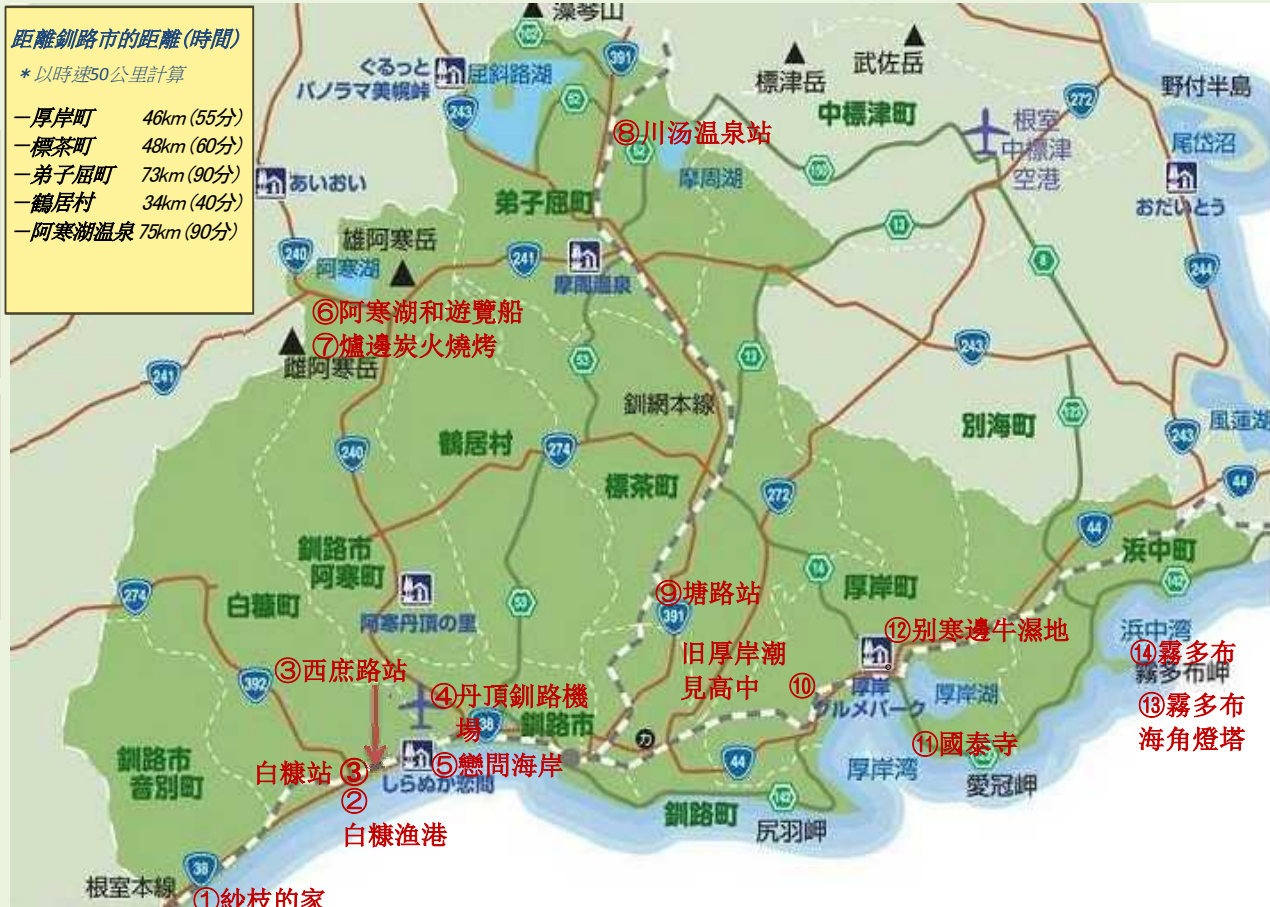 距離釧路市的距離(時間)
*以時速50公里計算
－厚岸町 46km(55分)
－標茶町 48km(60分)
－弟子屈町 73km(90分)
－鶴居村 34km(40分)
－阿寒湖温泉 75km(90分)
藻琴山
102
391
ぐるっと
パノラマ美幌峠
屈斜路湖
243
52
武佐岳
標津岳
中標津町
272
野付半島
⑧川汤温泉站
52
根室
中標津
空港
尾岱沼
摩周湖
100
あいおい
おだいとう
弟子屈町
13
雄阿寒岳
240
阿寒湖
241
摩周温泉
8
244
⑥阿寒湖和遊覽船
⑦爐邊炭火燒烤
雌阿寒岳
241
53
13
243
釧網本線
別海町
風蓮湖
243
鶴居村
274
240
標茶町
272
44
44
浜中町
釧路市
阿寒町
14
厚岸町
142
274
白糠町
阿寒丹頂の里
53
⑨塘路站
391
⑫别寒邊牛濕地
浜中湾
⑭霧多布
霧多布岬
旧厚岸潮
見高中 ⑩
厚岸
グルメパーク
厚岸湖
⑬霧多布
海角燈塔
③西庶路站
392
④丹頂釧路機
場
38
釧路市
⑪國泰寺
愛冠岬
白糠站 ③
⑤戀問海岸
しらぬか恋問
44
厚岸湾
釧路市
音別町
②
白糠漁港
釧路町
142
尻羽岬
38
根室本線
①紗枝的家